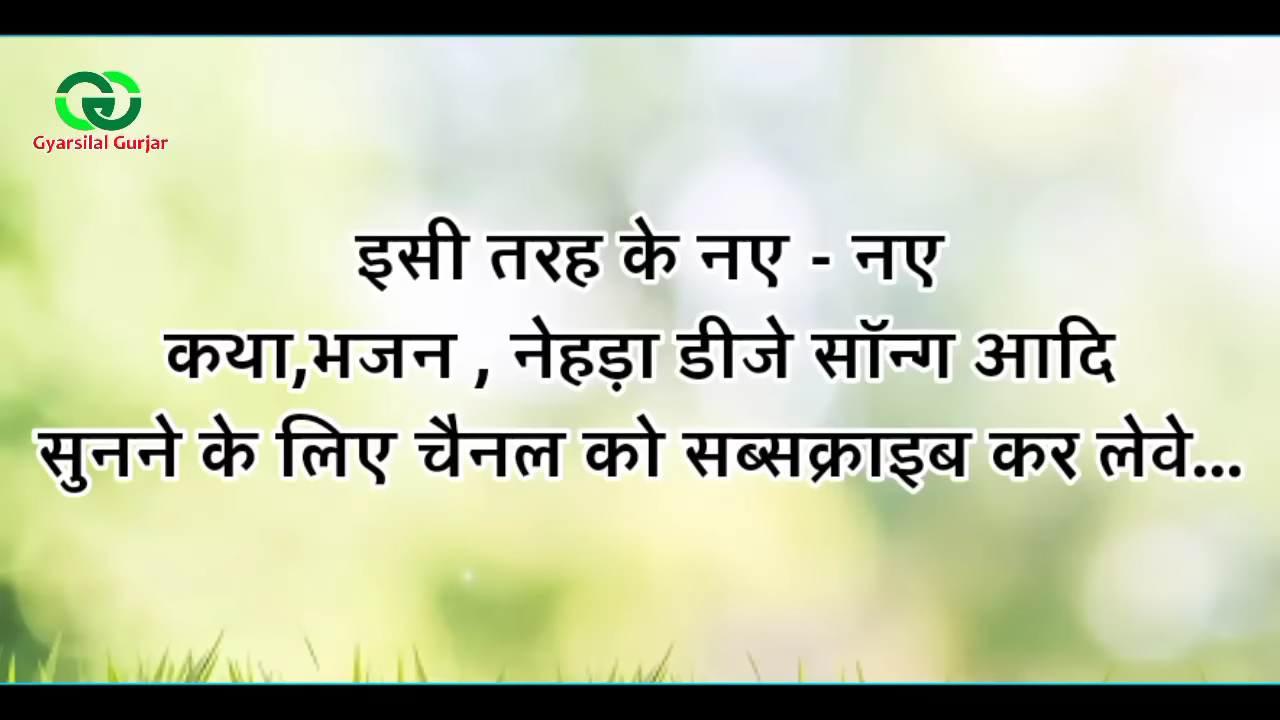 Gyarsilal Gurjar
इसी तरह के नए - नए
कथा,भजन , नेहड़ा डीजे सॉन्ग आदि
सुनने के लिए चैनल को सब्सक्राइब कर लेवे...